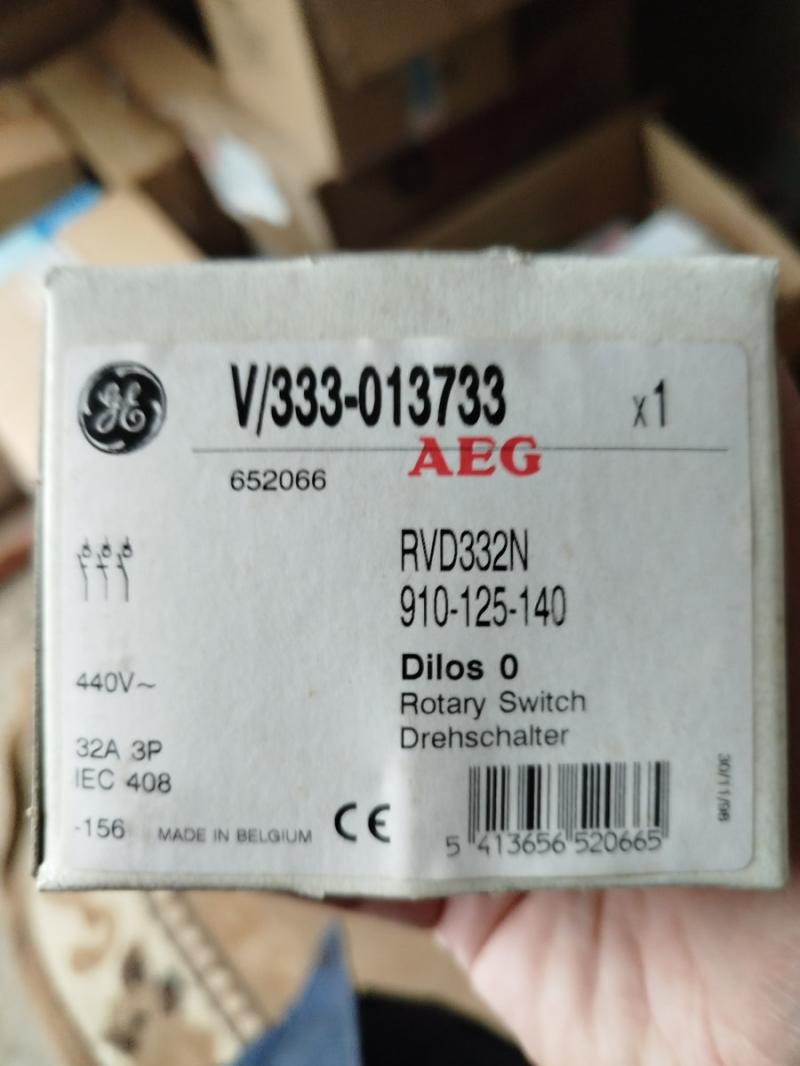 GE
V/333-013733 x1
AEG
652066
RVD332N
910-125-140
440V~
Dilos 0
Rotary Switch
32A 3P
Drehschalter
IEC 408
-156 MADE IN BELGIUM CE
5 413656 520665
30/11/98